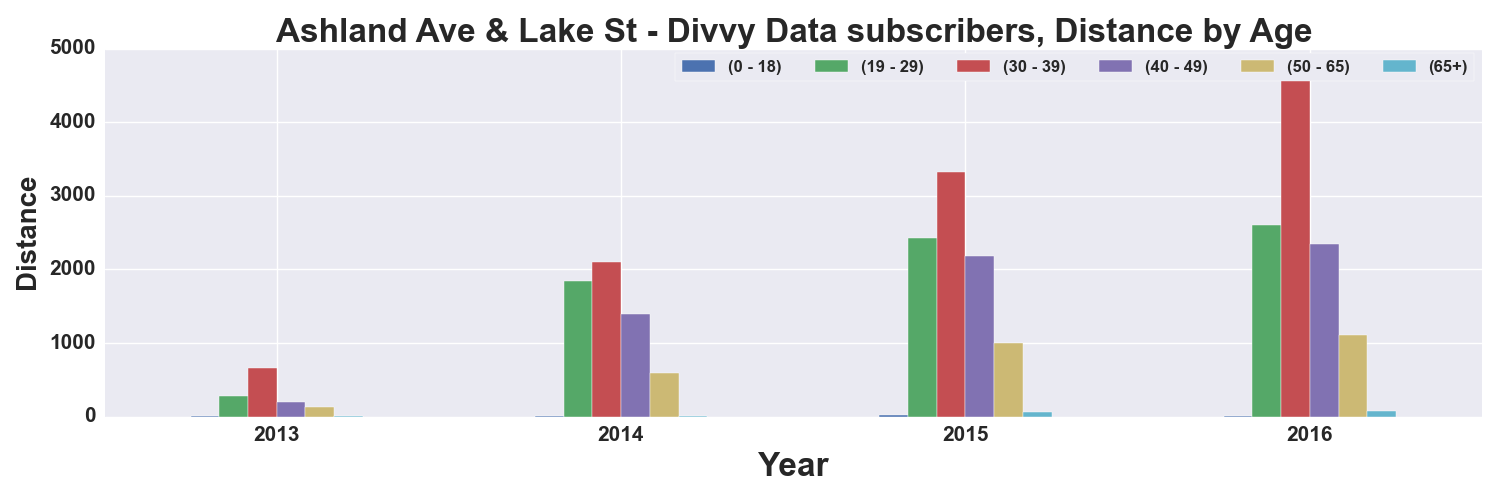 Ashland Ave & Lake St - Divvy Data subscribers, Distance by Age
(0 - 18) (19 - 29) (30 - 39) (40 - 49) (50 - 65) (65+)
5000
4000
3000
2000
1000
0
Distance
2013 2014 2015 2016
Year